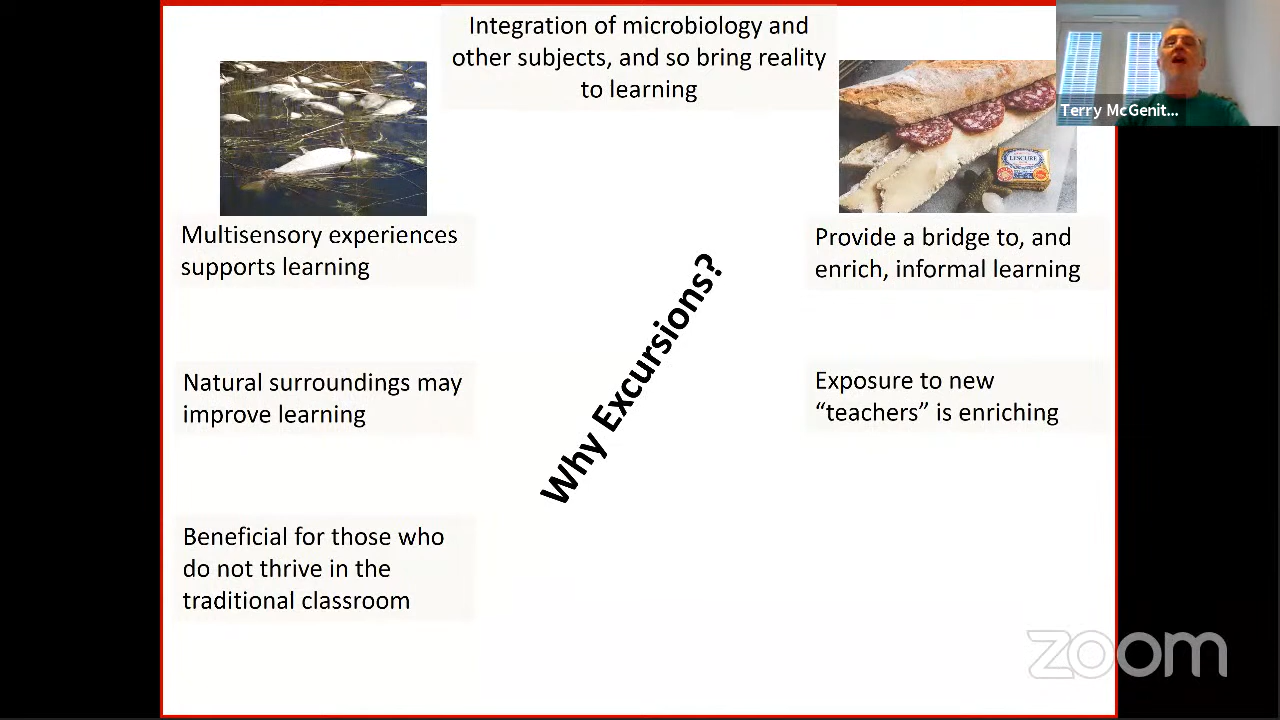 Integration of microbiology and
other subjects, and so bring reality
to learning
Terry McGenit...
LESCURE
Multisensory experiences
supports learning
Provide a bridge to, and
enrich, informal learning
Why Excursions?
Natural surroundings may
improve learning
Exposure to new
“teachers” is enriching
Beneficial for those who
do not thrive in the
traditional classroom
zoom